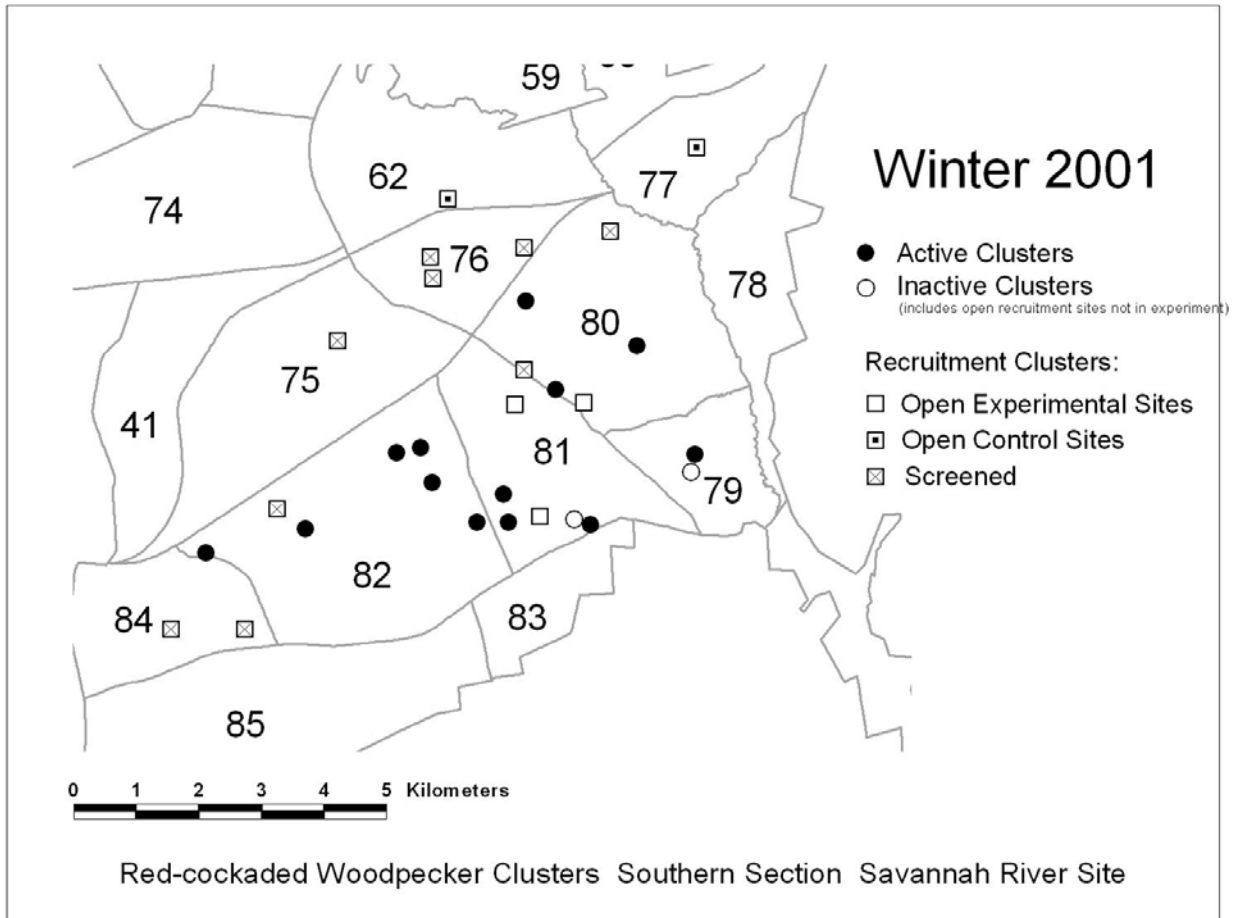 59
62
77
Winter 2001
74
76
78
Active Clusters
Inactive Clusters
(includes open recruitment sites not in experiment)
80
75
Recruitment Clusters:
41
Open Experimental Sites
81
Open Control Sites
79
Screened
82
84
83
85
0 1 2 3 4 5 Kilometers
Red-cockaded Woodpecker Clusters Southern Section Savannah River Site